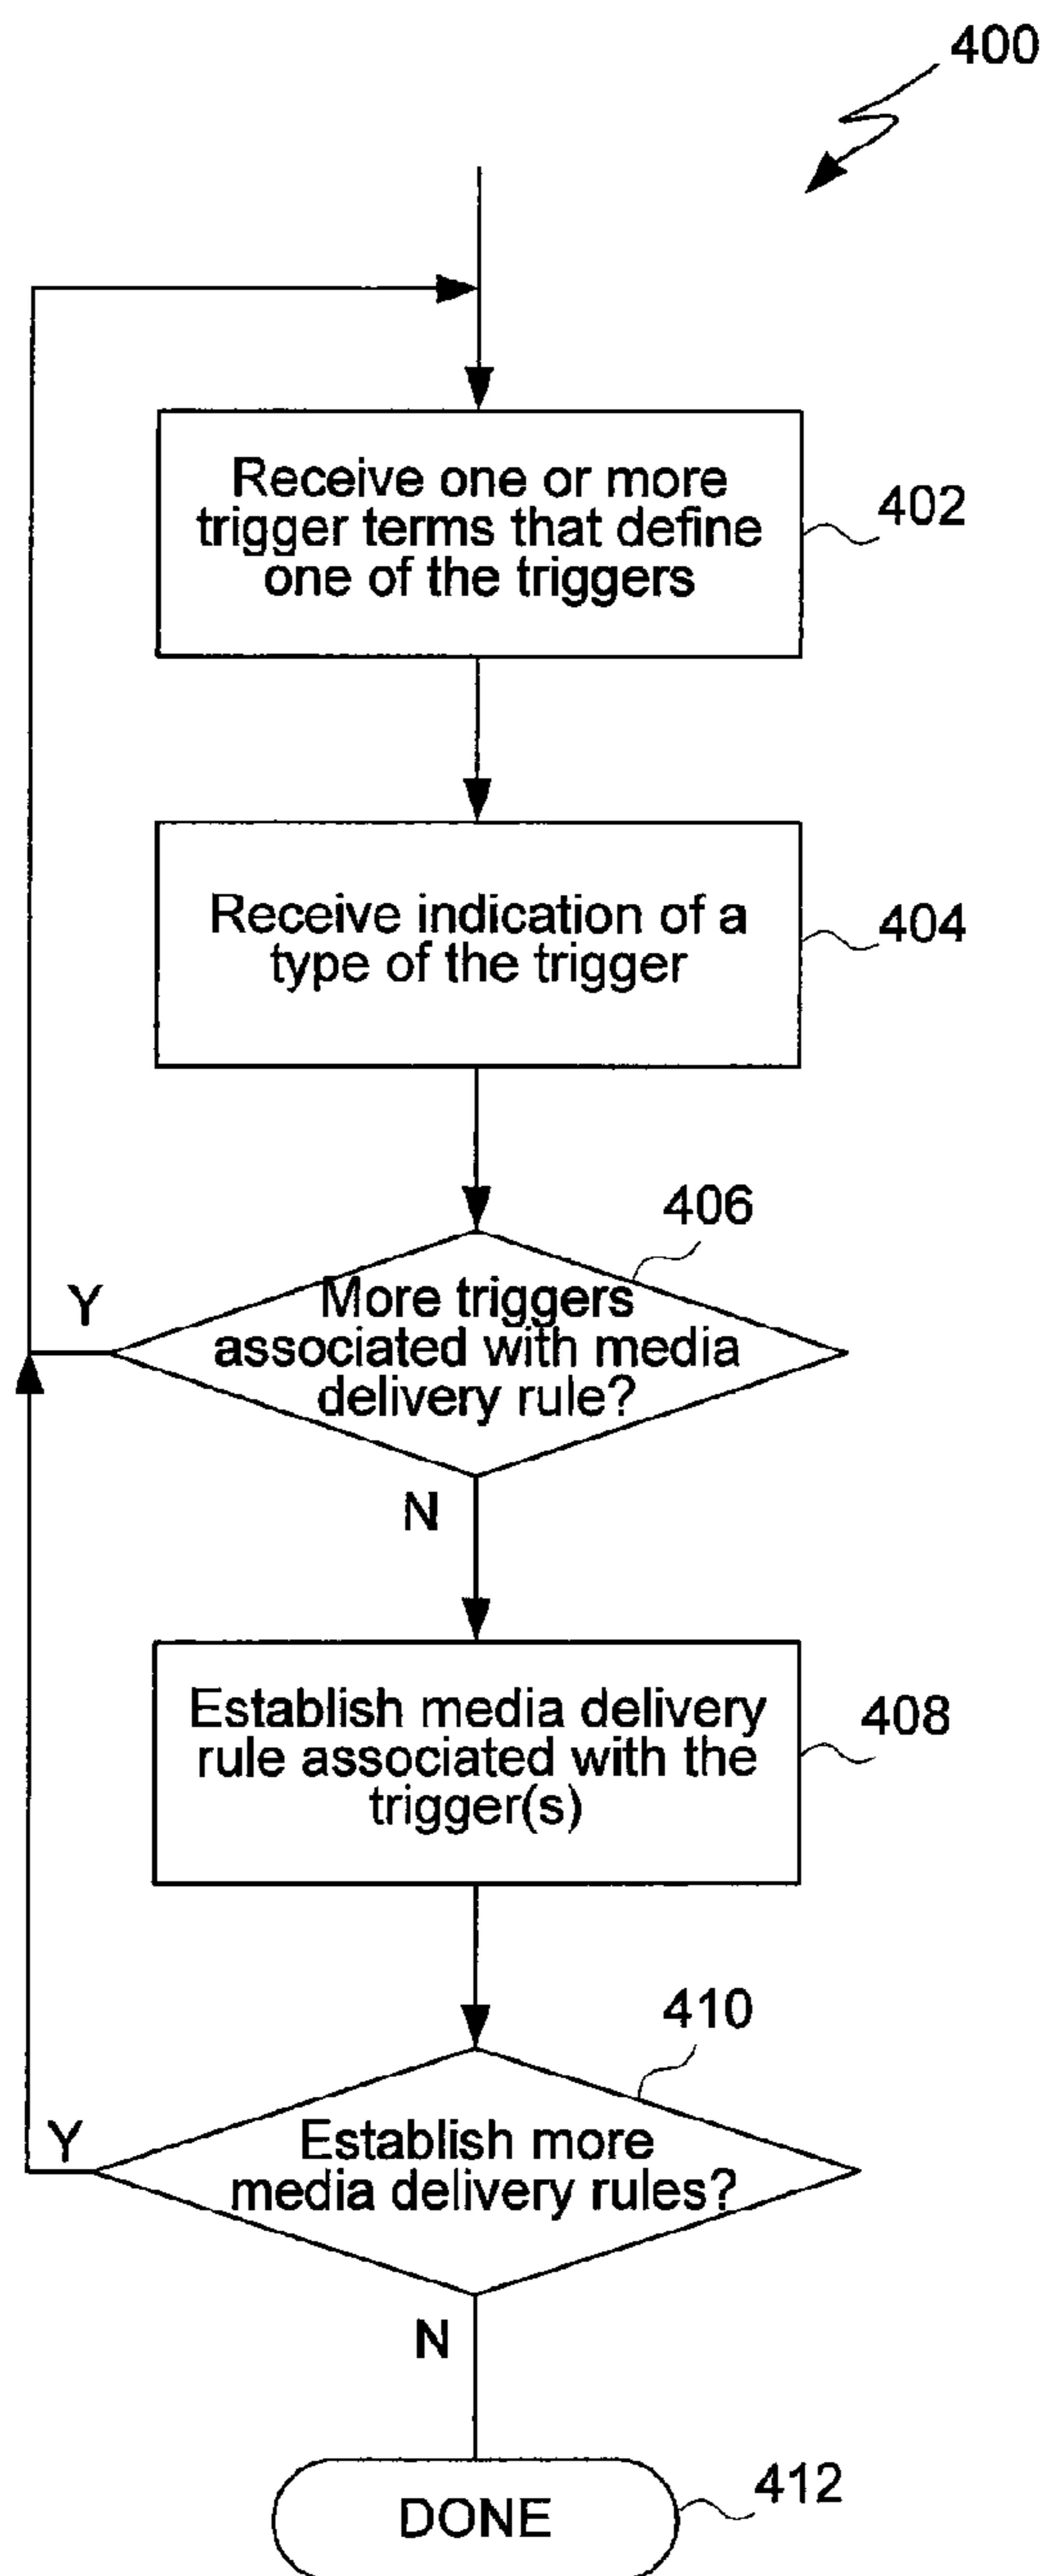 400
Receive one or more
trigger terms that define
one of the triggers
402
Receive indication of a
type of the trigger
404
406
More triggers
associated with media
delivery rule?
Y
N
Establish media delivery
rule associated with the
trigger(s)
408
410
Establish more
media delivery rules?
Y
N
DONE
412